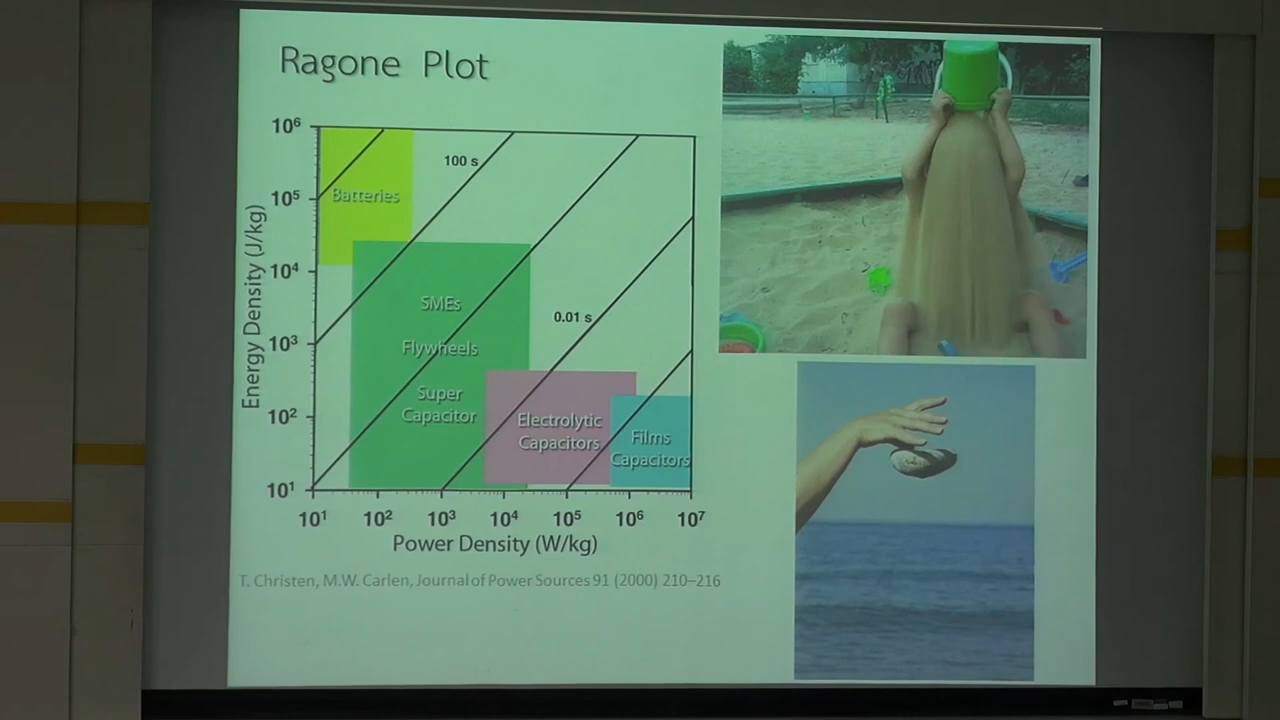 Ragone Plot
10⁶
10⁵
10⁴
10³
10²
10¹
Energy Density (J/kg)
Batteries
100 s
SMEs
Flywheels
Super
Capacitor
0.01 s
Electrolytic
Capacitors
Films
Capacitors
10¹ 10² 10³ 10⁴ 10⁵ 10⁶ 10⁷
Power Density (W/kg)
T. Christen, M.W. Carlen, Journal of Power Sources 91 (2000) 210–216